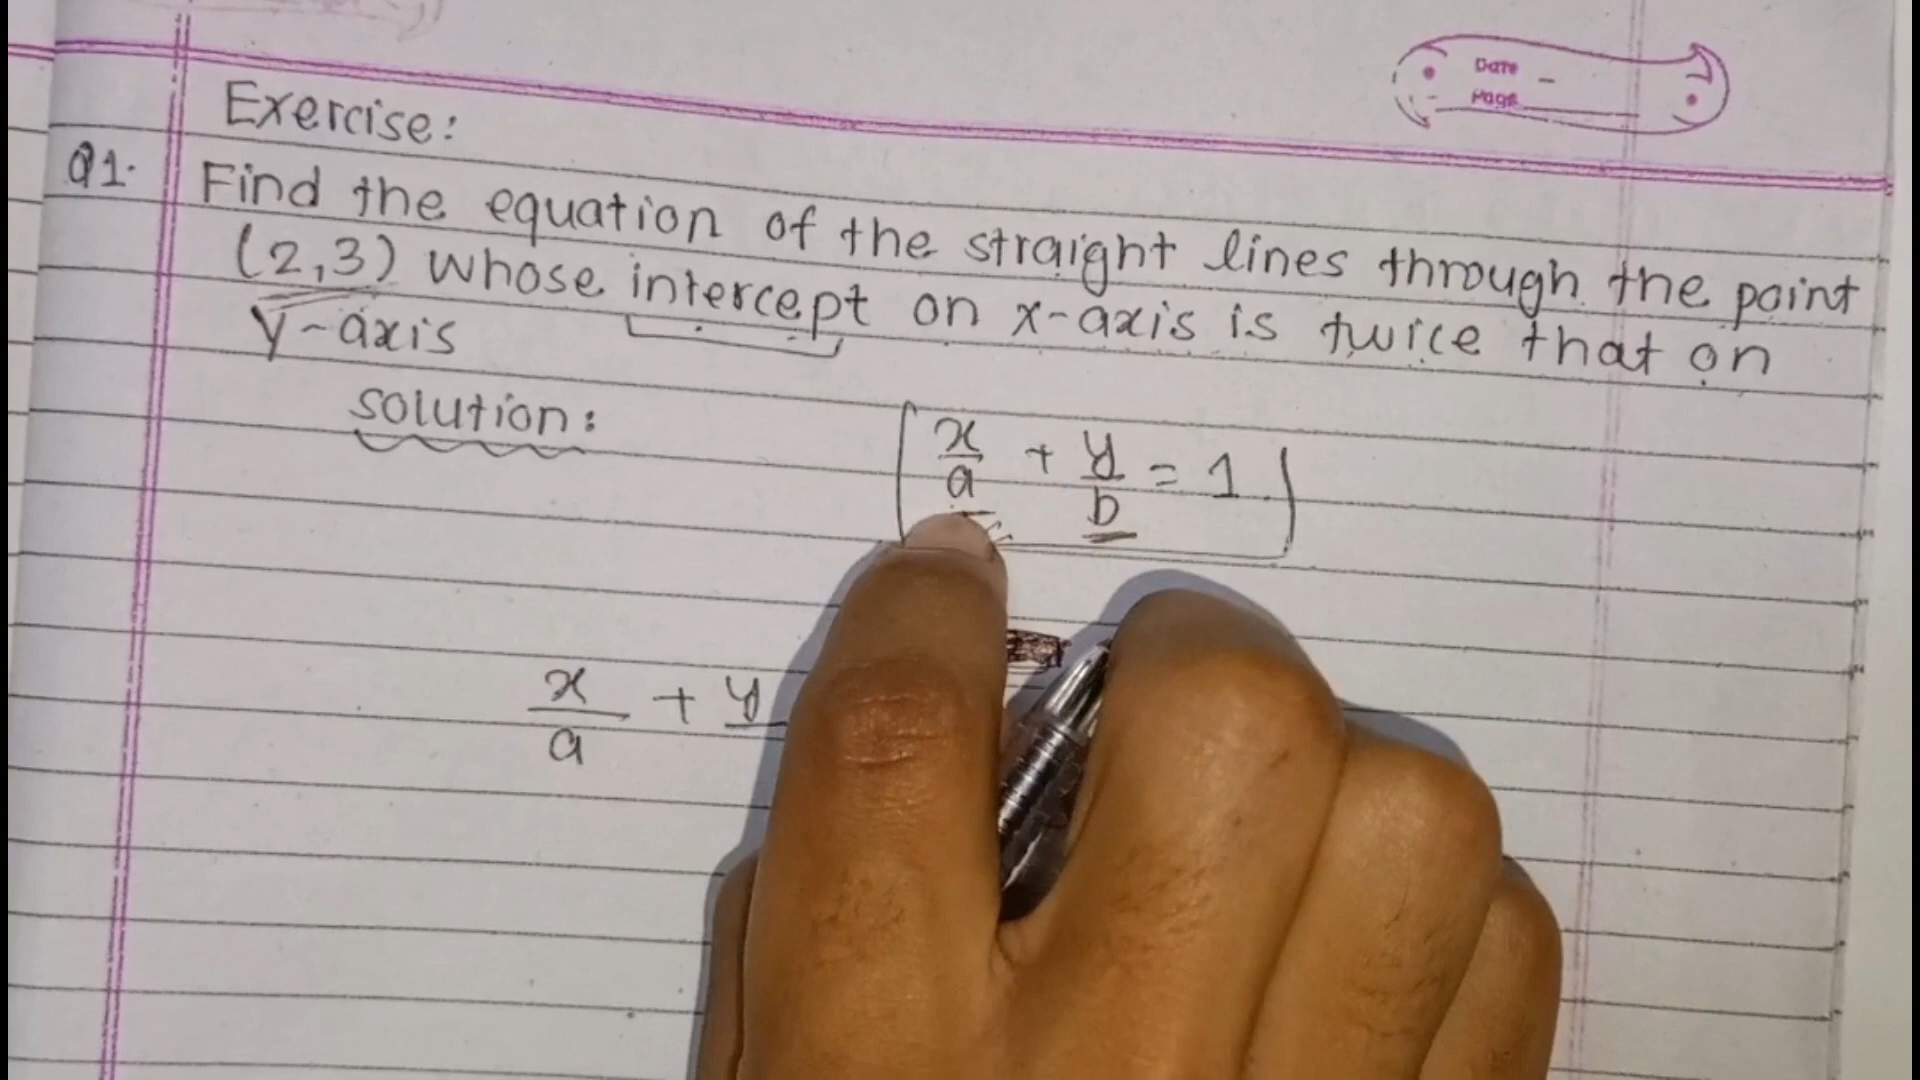 Date
Page
Exercise:
Q1. Find the equation of the straight lines through the point
(2,3) whose intercept on x-axis is twice that on
y-axis
solution:
x/a + y/b = 1
x/a + y